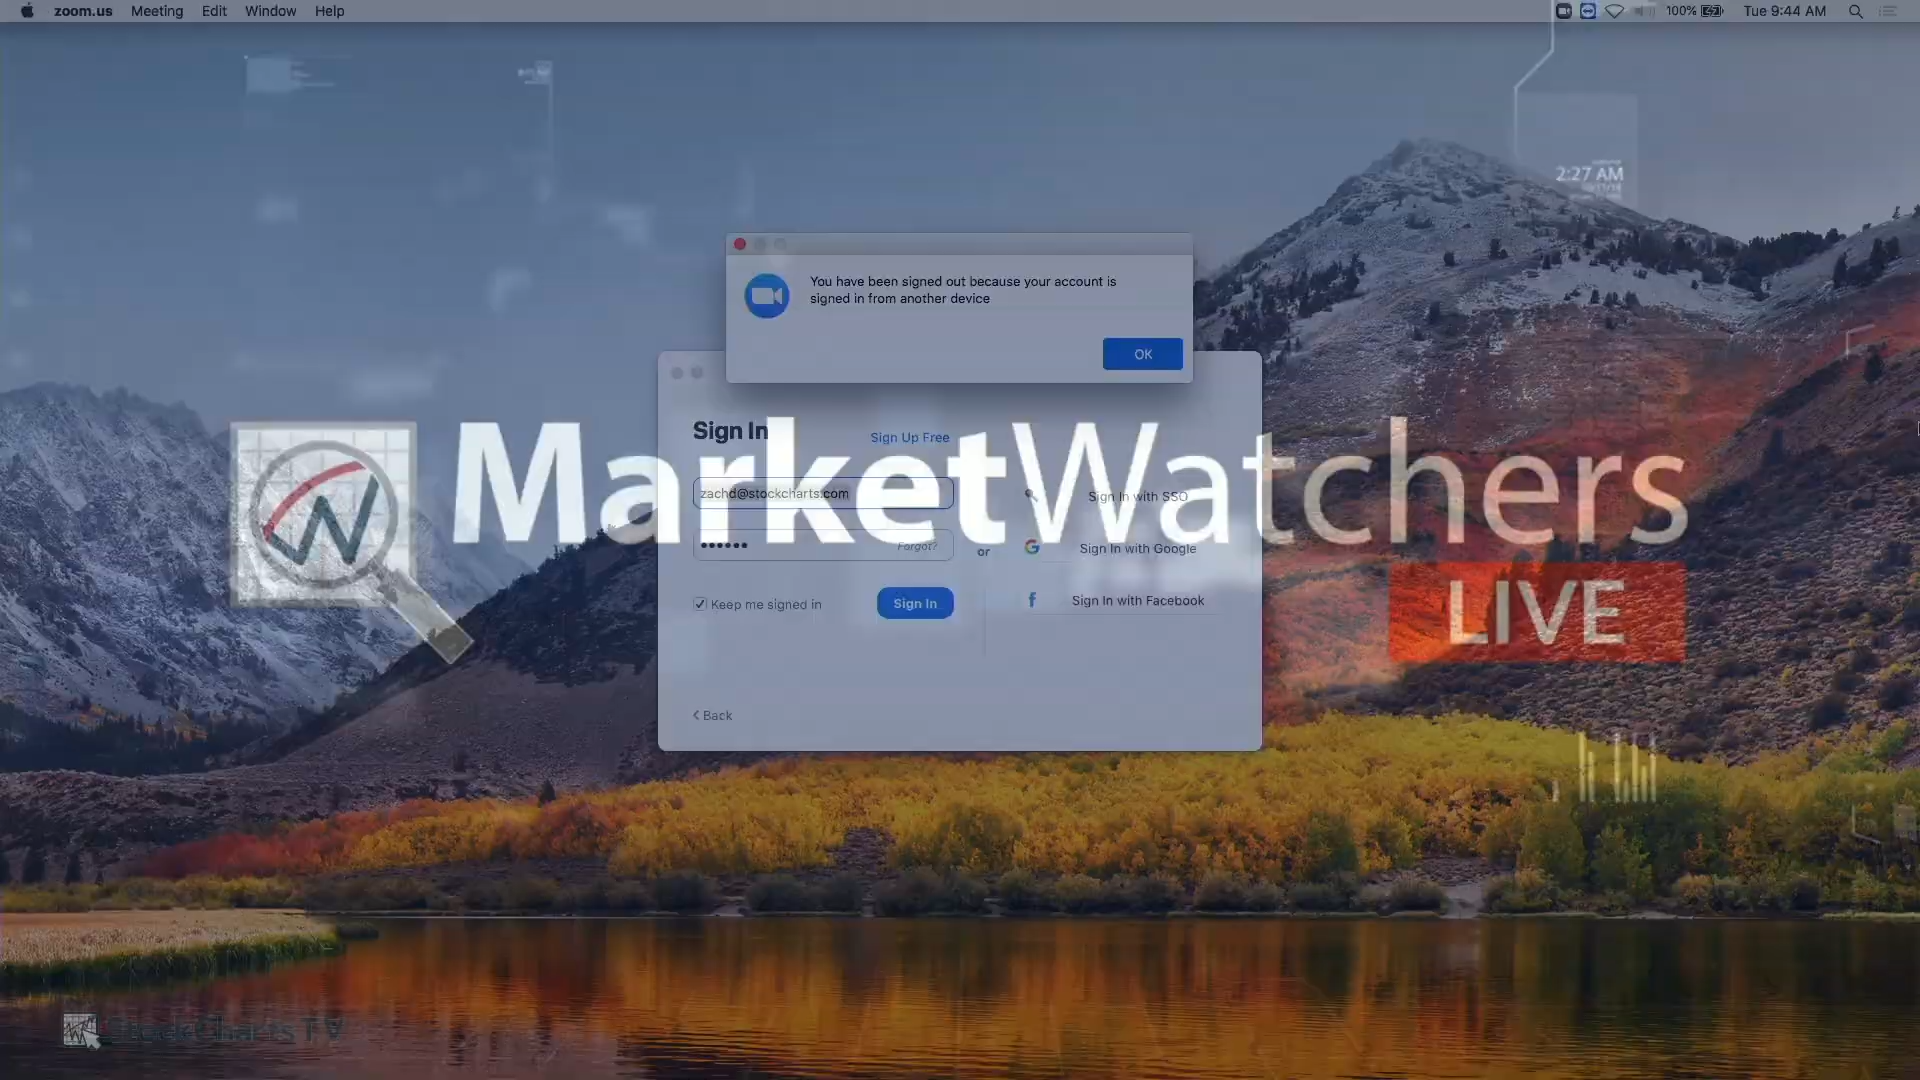 zoom.us Meeting Edit Window Help
100% Tue 9:44 AM
2:27 AM
You have been signed out because your account is
signed in from another device
OK
Sign In
Sign Up Free
MarketWatchers
LIVE
zachd@stockcharts.com
Sign In with SSO
••••••
Forgot?
or
Sign In with Google
Keep me signed in
Sign In
Sign In with Facebook
Back
StockCharts TV